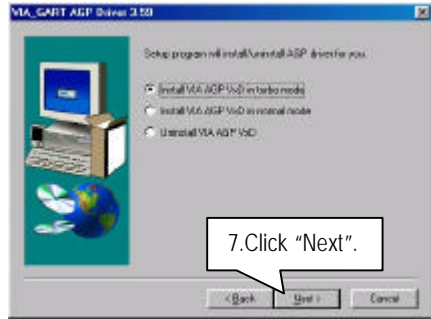 VIA_GART AGP Driver 3.59
Setup program will install/uninstall AGP driver for you.
Install VIA AGP VxD in turbo mode
Install VIA AGP VxD in normal mode
Uninstall VIA AGP VxD
7.Click “Next”.
< Back
Next >
Cancel